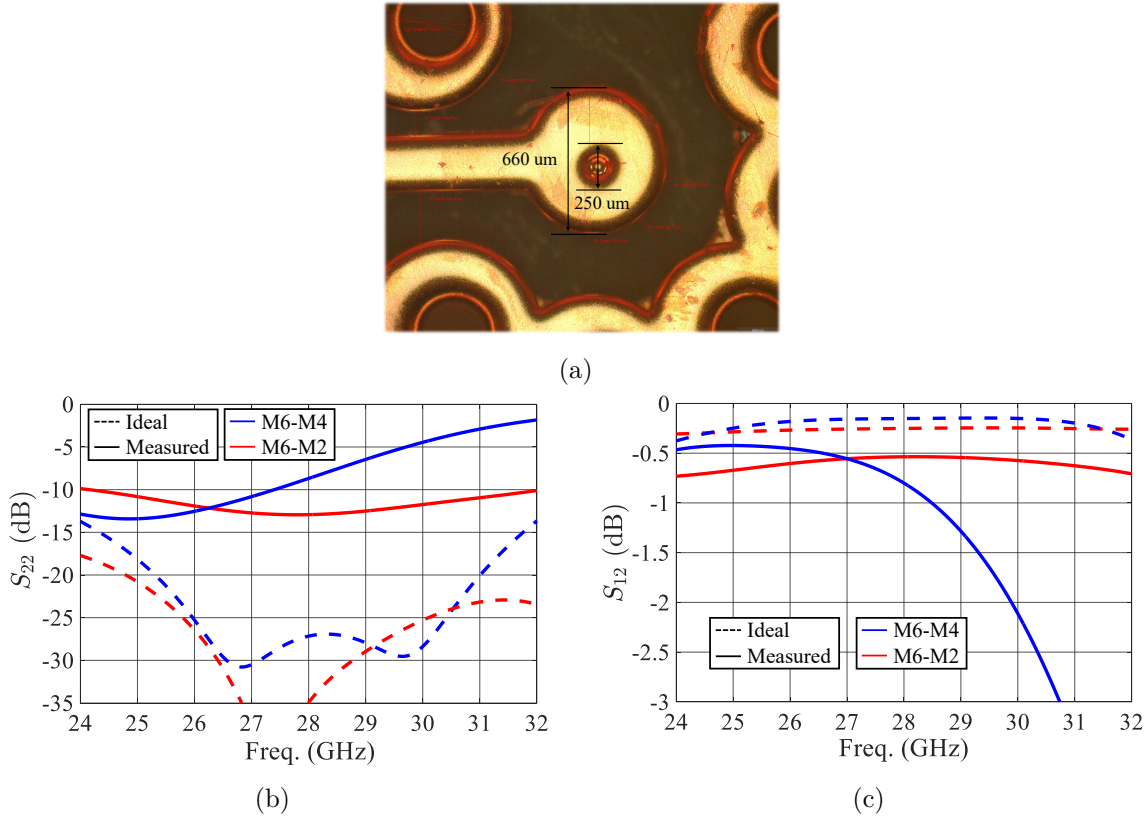 660 um
250 um
(a)
0
-5
-10
-15
-20
-25
-30
-35
S22 (dB)
Ideal
Measured
M6-M4
M6-M2
24 25 26 27 28 29 30 31 32
Freq. (GHz)
(b)
0
-0.5
-1
-1.5
-2
-2.5
-3
S12 (dB)
Ideal
Measured
M6-M4
M6-M2
24 25 26 27 28 29 30 31 32
Freq. (GHz)
(c)